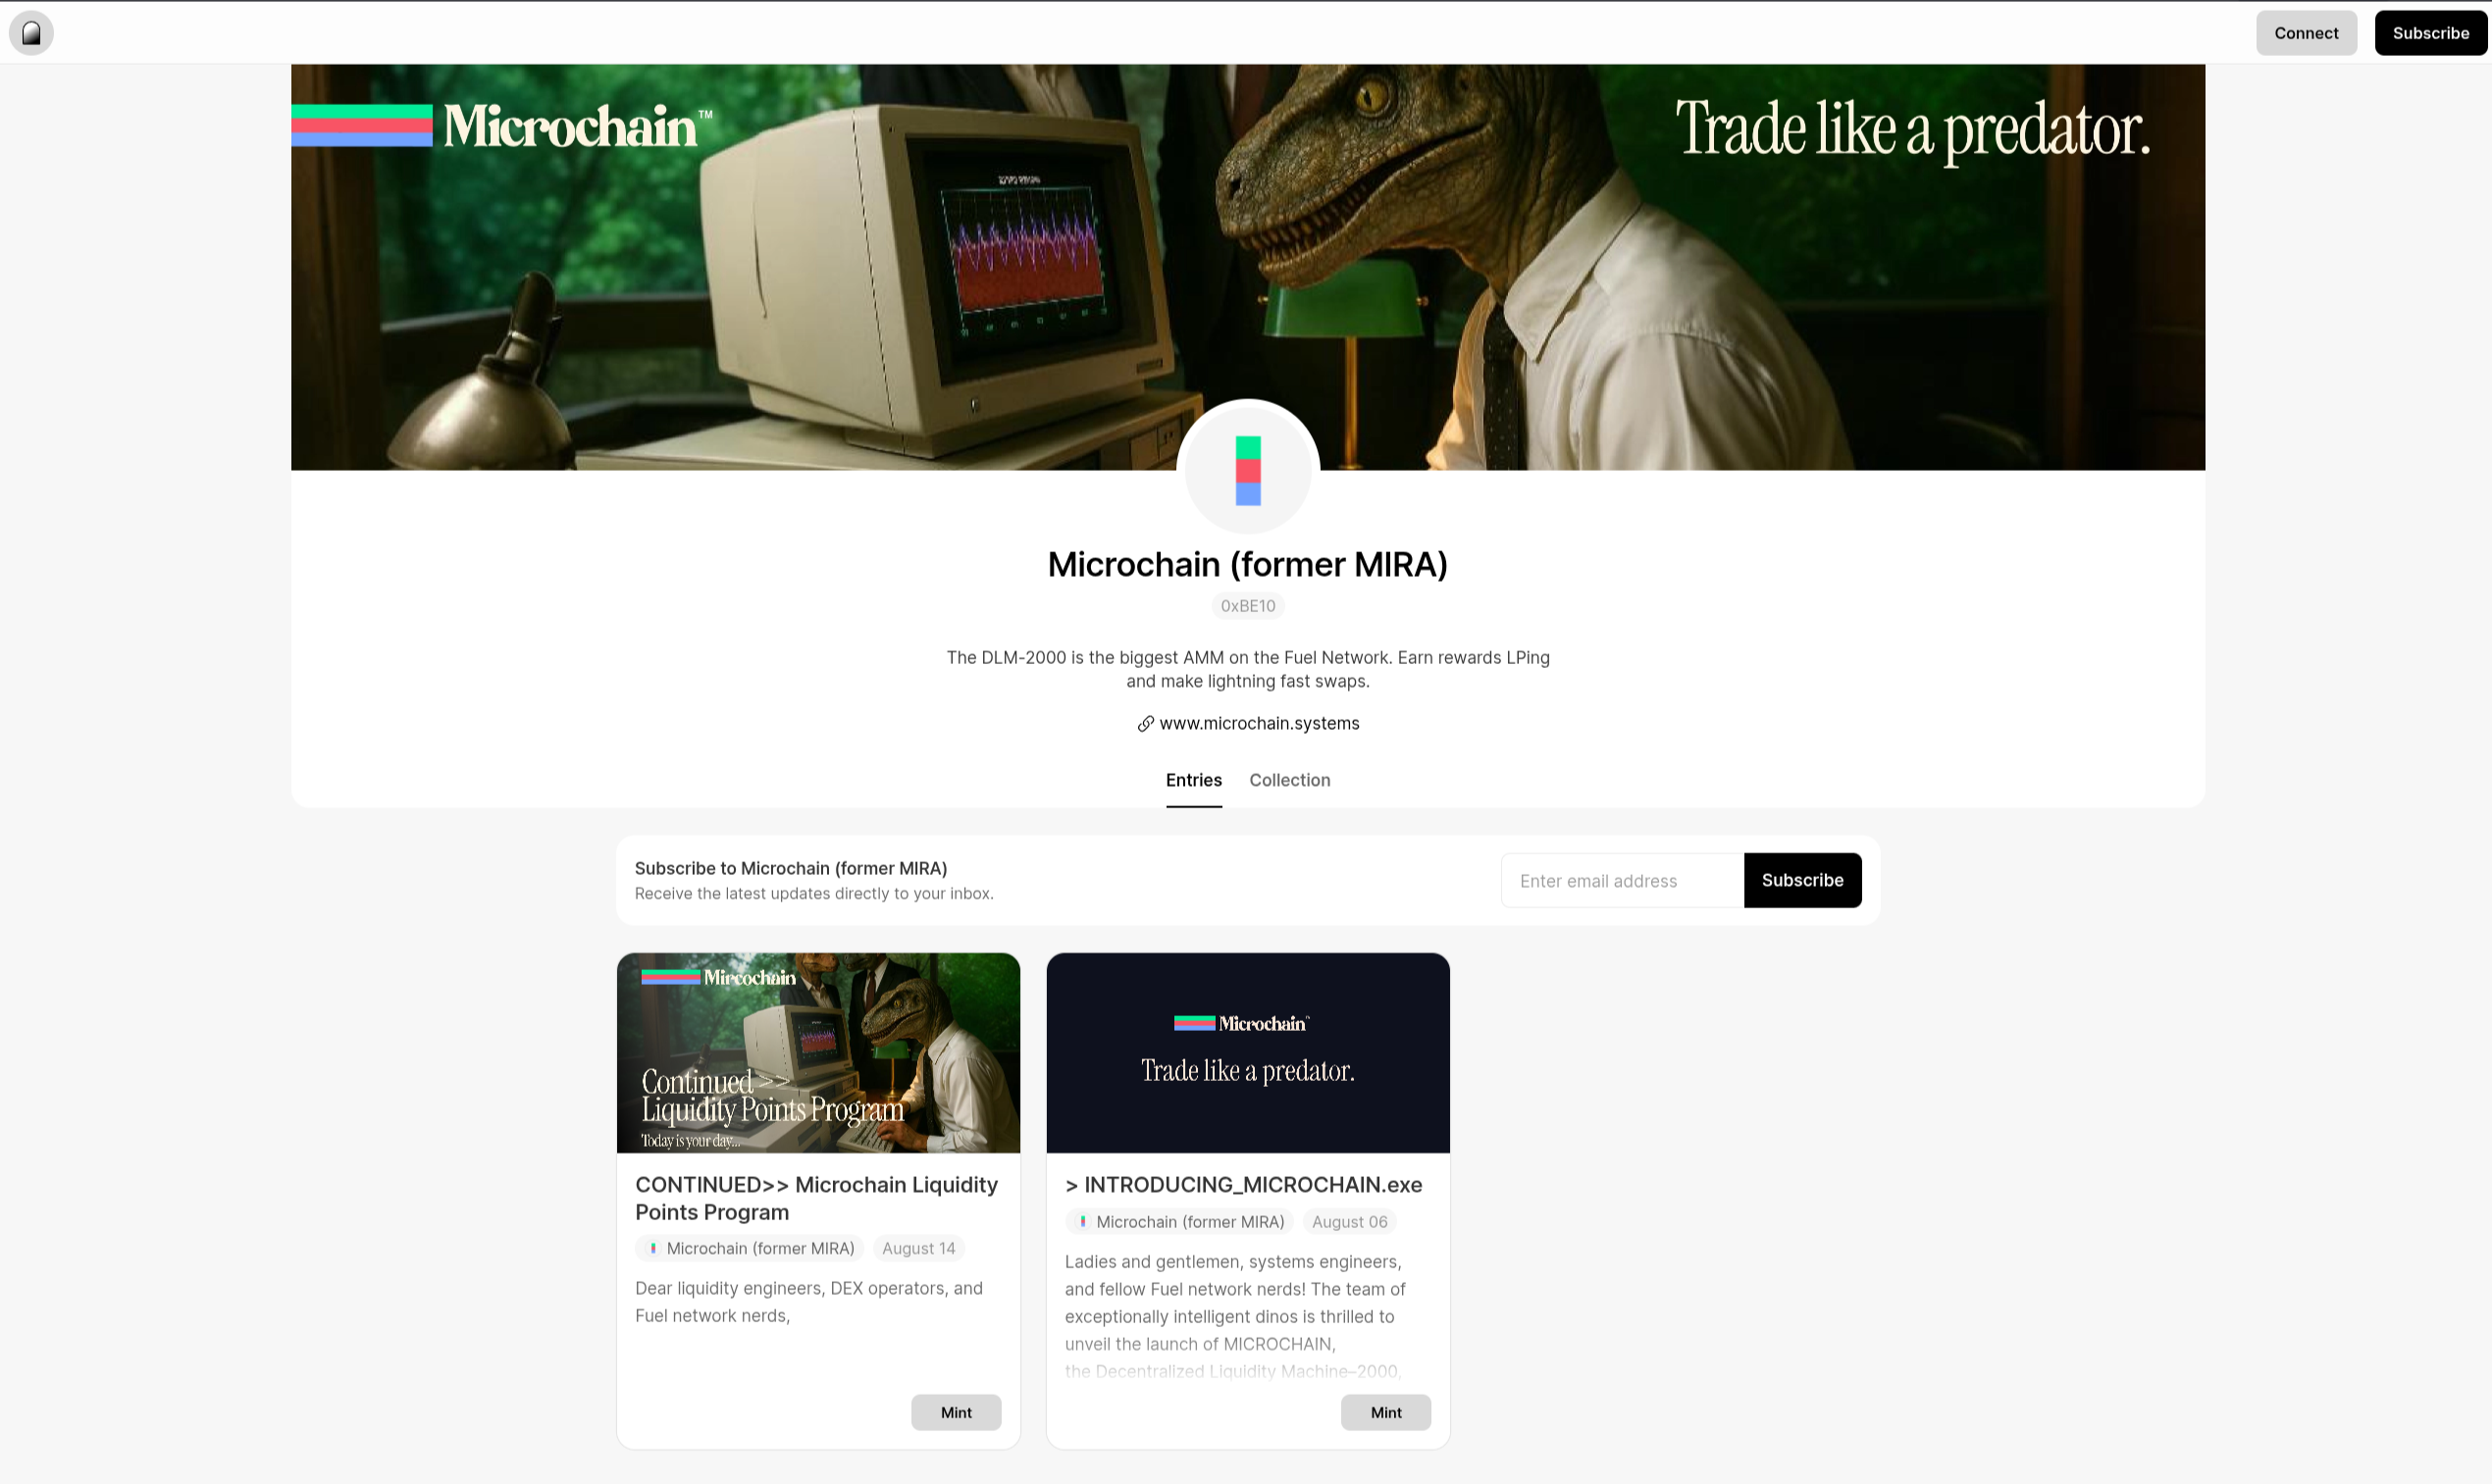 Connect
Subscribe
Microchain™
Trade like a predator.
Microchain (former MIRA)
0xBE10
The DLM-2000 is the biggest AMM on the Fuel Network. Earn rewards LPing
and make lightning fast swaps.
www.microchain.systems
Entries
Collection
Subscribe to Microchain (former MIRA)
Receive the latest updates directly to your inbox.
Enter email address
Subscribe
Mircochain
Continued >>
Liquidity Points Program
Today is your day...
CONTINUED>> Microchain Liquidity
Points Program
Microchain (former MIRA)
August 14
Dear liquidity engineers, DEX operators, and
Fuel network nerds,
Mint
Microchain™
Trade like a predator.
> INTRODUCING_MICROCHAIN.exe
Microchain (former MIRA)
August 06
Ladies and gentlemen, systems engineers,
and fellow Fuel network nerds! The team of
exceptionally intelligent dinos is thrilled to
unveil the launch of MICROCHAIN,
the Decentralized Liquidity Machine–2000,
Mint